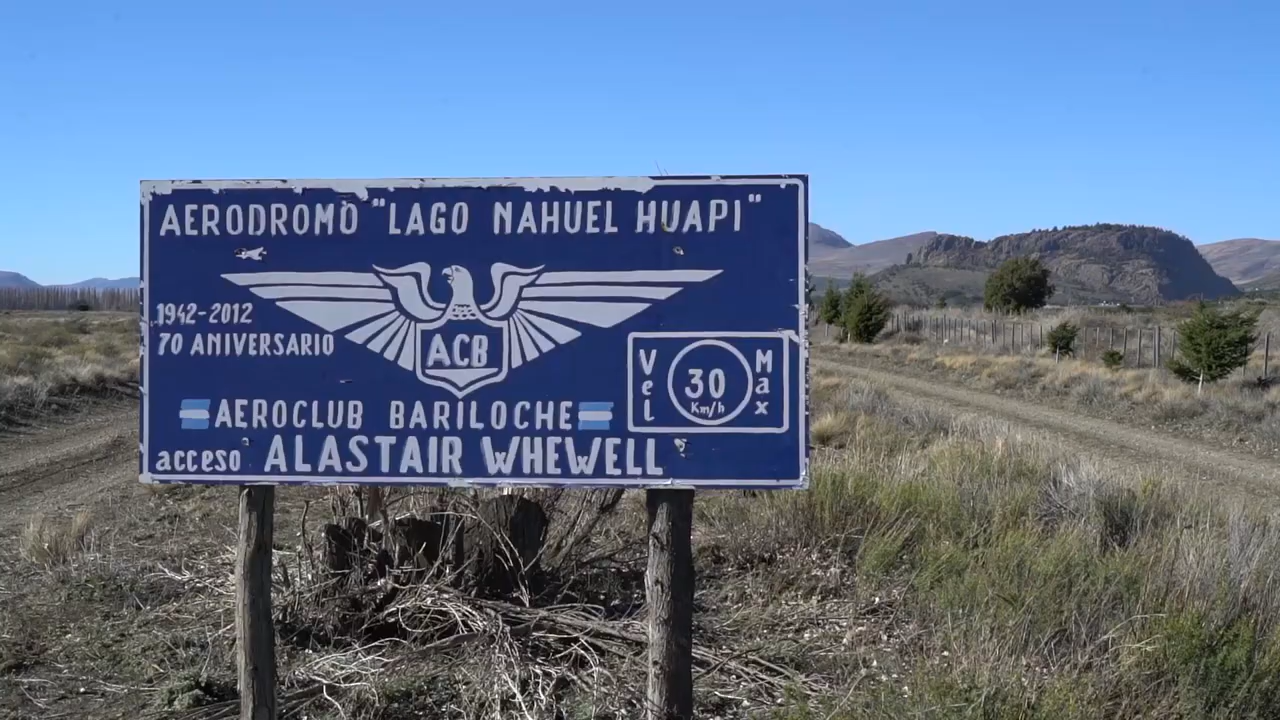 AERODROMO "LAGO NAHUEL HUAPI"
1942-2012
70 ANIVERSARIO
ACB
Vel
30
Km/h
Max
AEROCLUB BARILOCHE
acceso ALASTAIR WHEWELL